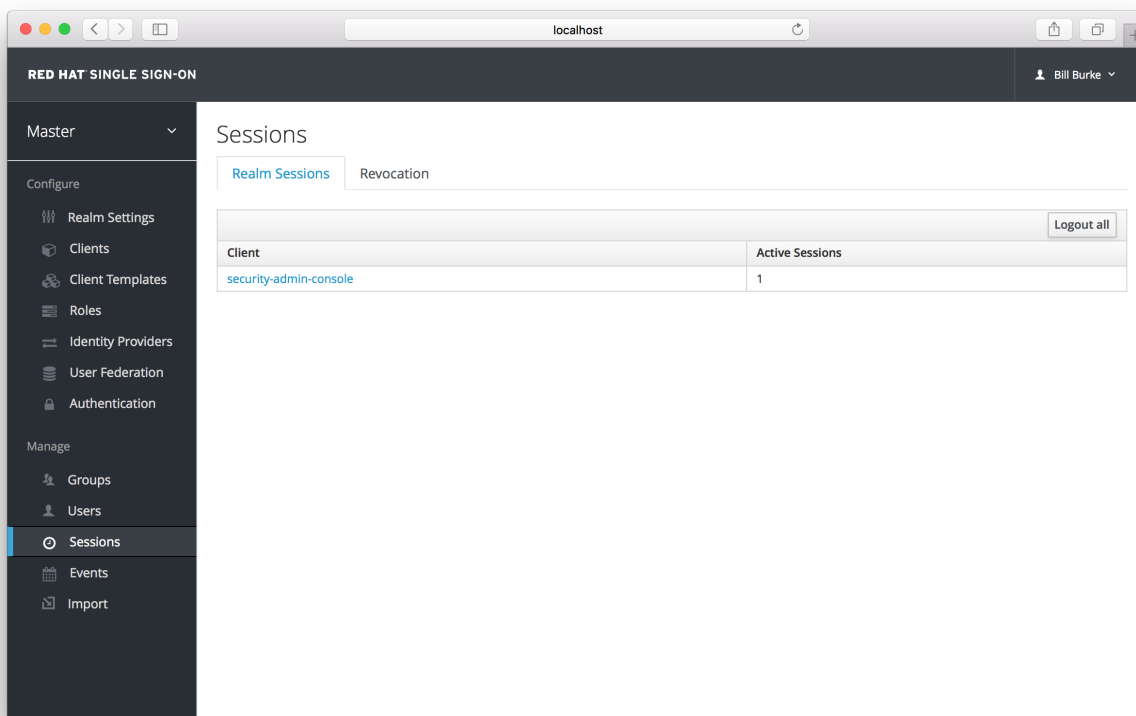 localhost
RED HAT SINGLE SIGN-ON
Bill Burke
Master
Sessions
Realm Sessions Revocation
Logout all
Client Active Sessions
security-admin-console 1
Configure
Realm Settings
Clients
Client Templates
Roles
Identity Providers
User Federation
Authentication
Manage
Groups
Users
Sessions
Events
Import